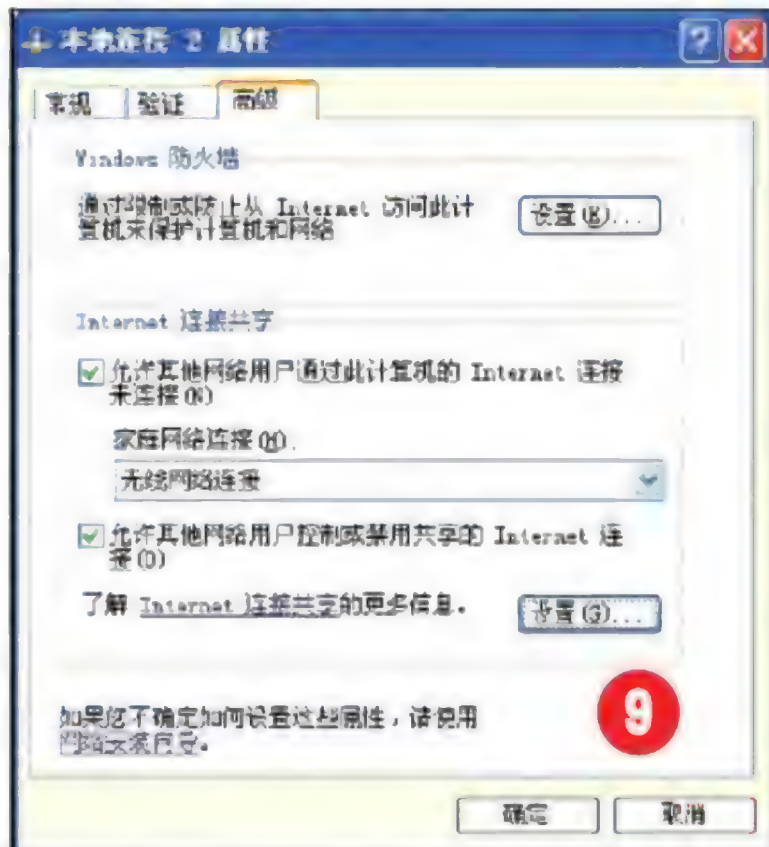 本地连接 2 属性
常规 验证 高级
Windows 防火墙
通过限制或防止从 Internet 访问此计
算机来保护计算机和网络
设置(E)...
Internet 连接共享
允许其他网络用户通过此计算机的 Internet 连接
来连接(N)
家庭网络连接(H):
无线网络连接
允许其他网络用户控制或禁用共享的 Internet 连
接(O)
了解 Internet 连接共享的更多信息。
设置(G)...
如果您不确定如何设置这些属性，请使用
网络安装向导。
9
确定 取消